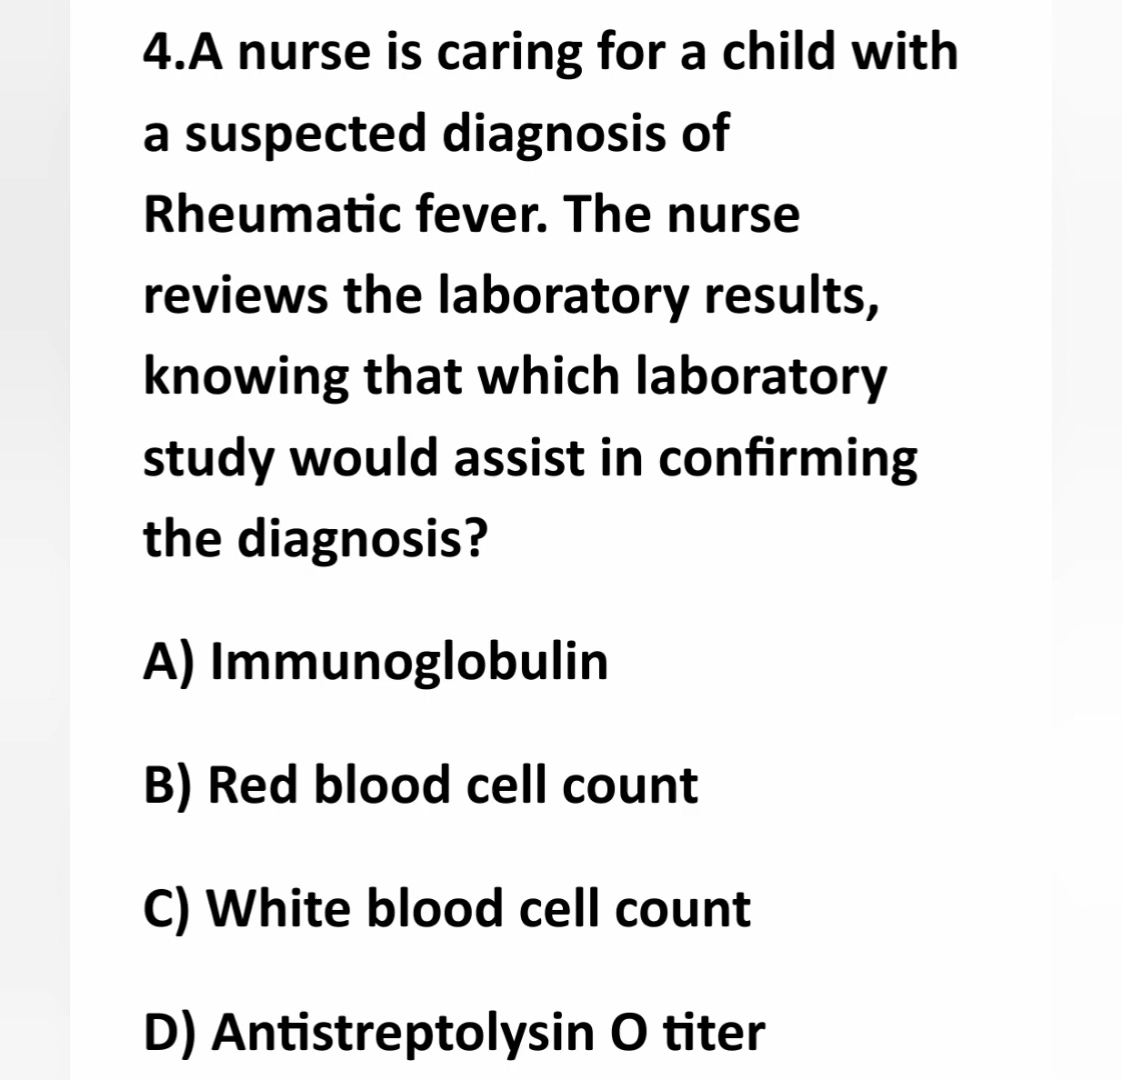 4.A nurse is caring for a child with
a suspected diagnosis of
Rheumatic fever. The nurse
reviews the laboratory results,
knowing that which laboratory
study would assist in confirming
the diagnosis?
A) Immunoglobulin
B) Red blood cell count
C) White blood cell count
D) Antistreptolysin O titer